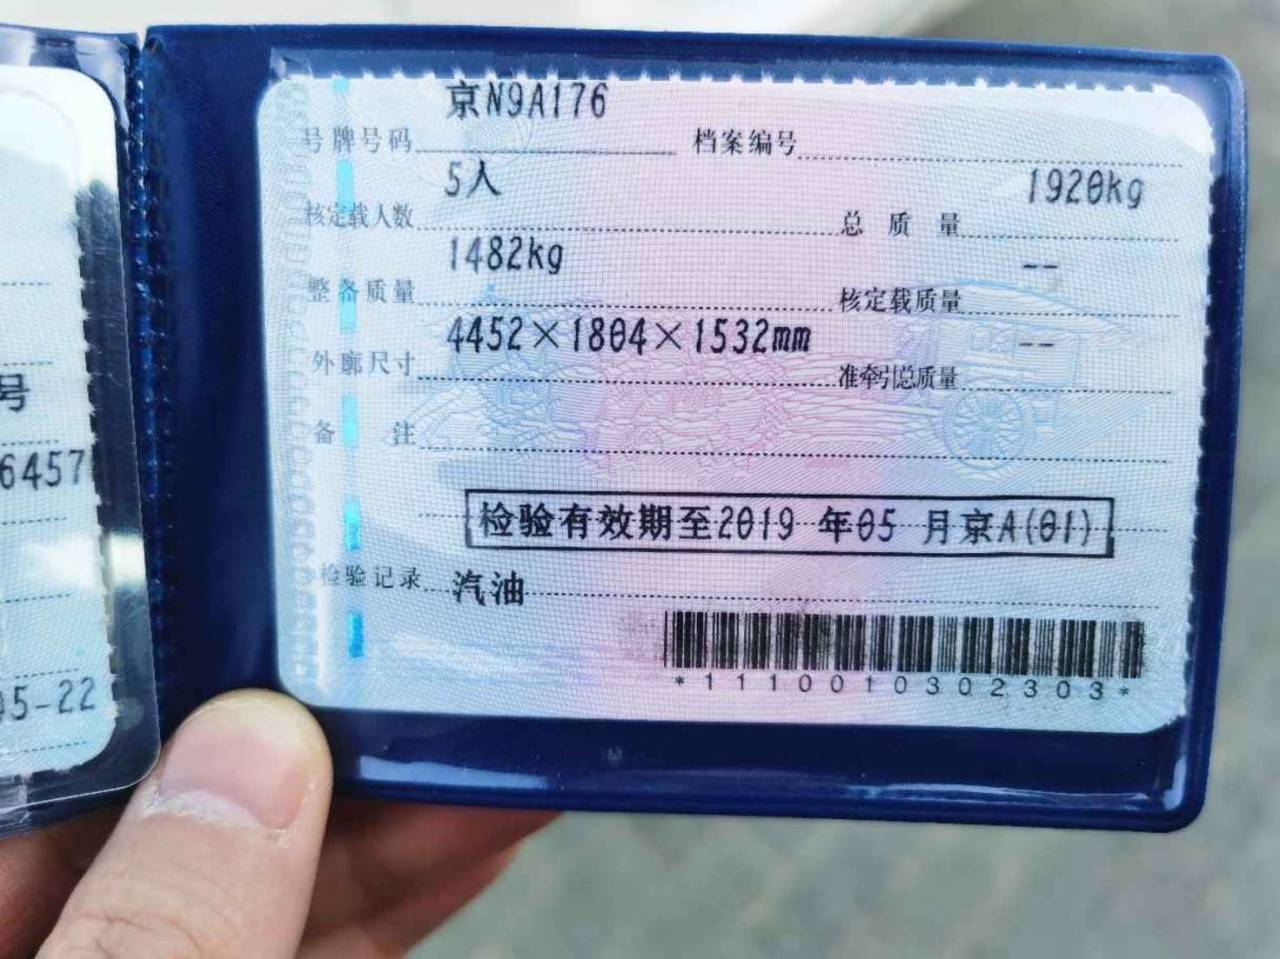 号
6457
05-22
京N9A176
号牌号码 档案编号
5人 1920kg
核定载人数 总质量
1482kg --
整备质量 核定载质量
4452×1804×1532mm --
外廓尺寸 准牵引总质量
备注
检验有效期至2019 年05 月京A(01)
检验记录 汽油
*1110010302303*